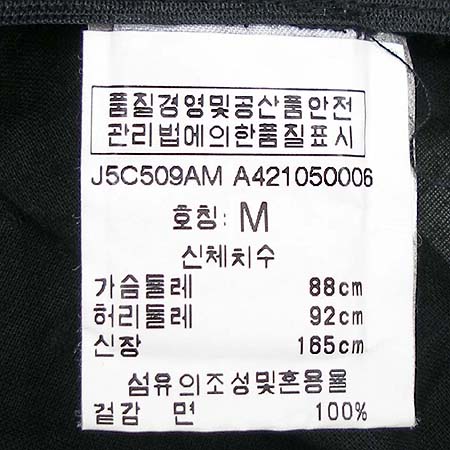 품질경영및공산품안전
관리법에의한품질표시
J5C509AM A421050006
호칭: M
신체치수
가슴둘레 88cm
허리둘레 92cm
신장 165cm
섬유의조성및혼용율
겉감 면 100%